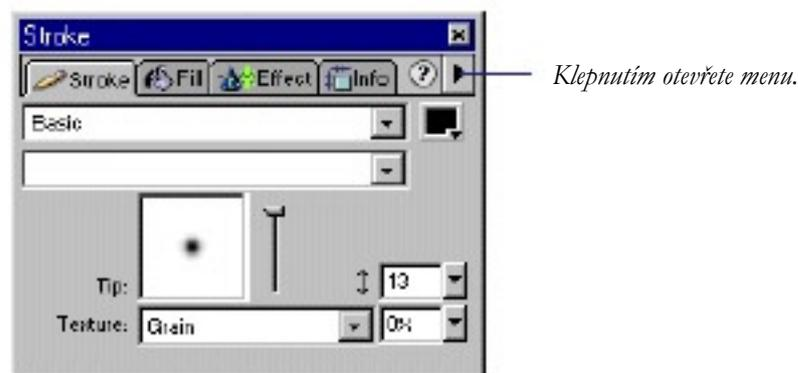 Stroke
Stroke Fill Effect Info ?
Klepnutím otevřete menu.
Basic
Tip:
13
Texture: Grain 0%